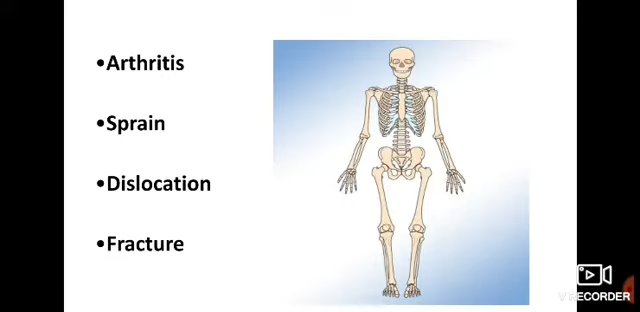 •Arthritis
•Sprain
•Dislocation
•Fracture
V RECORDER